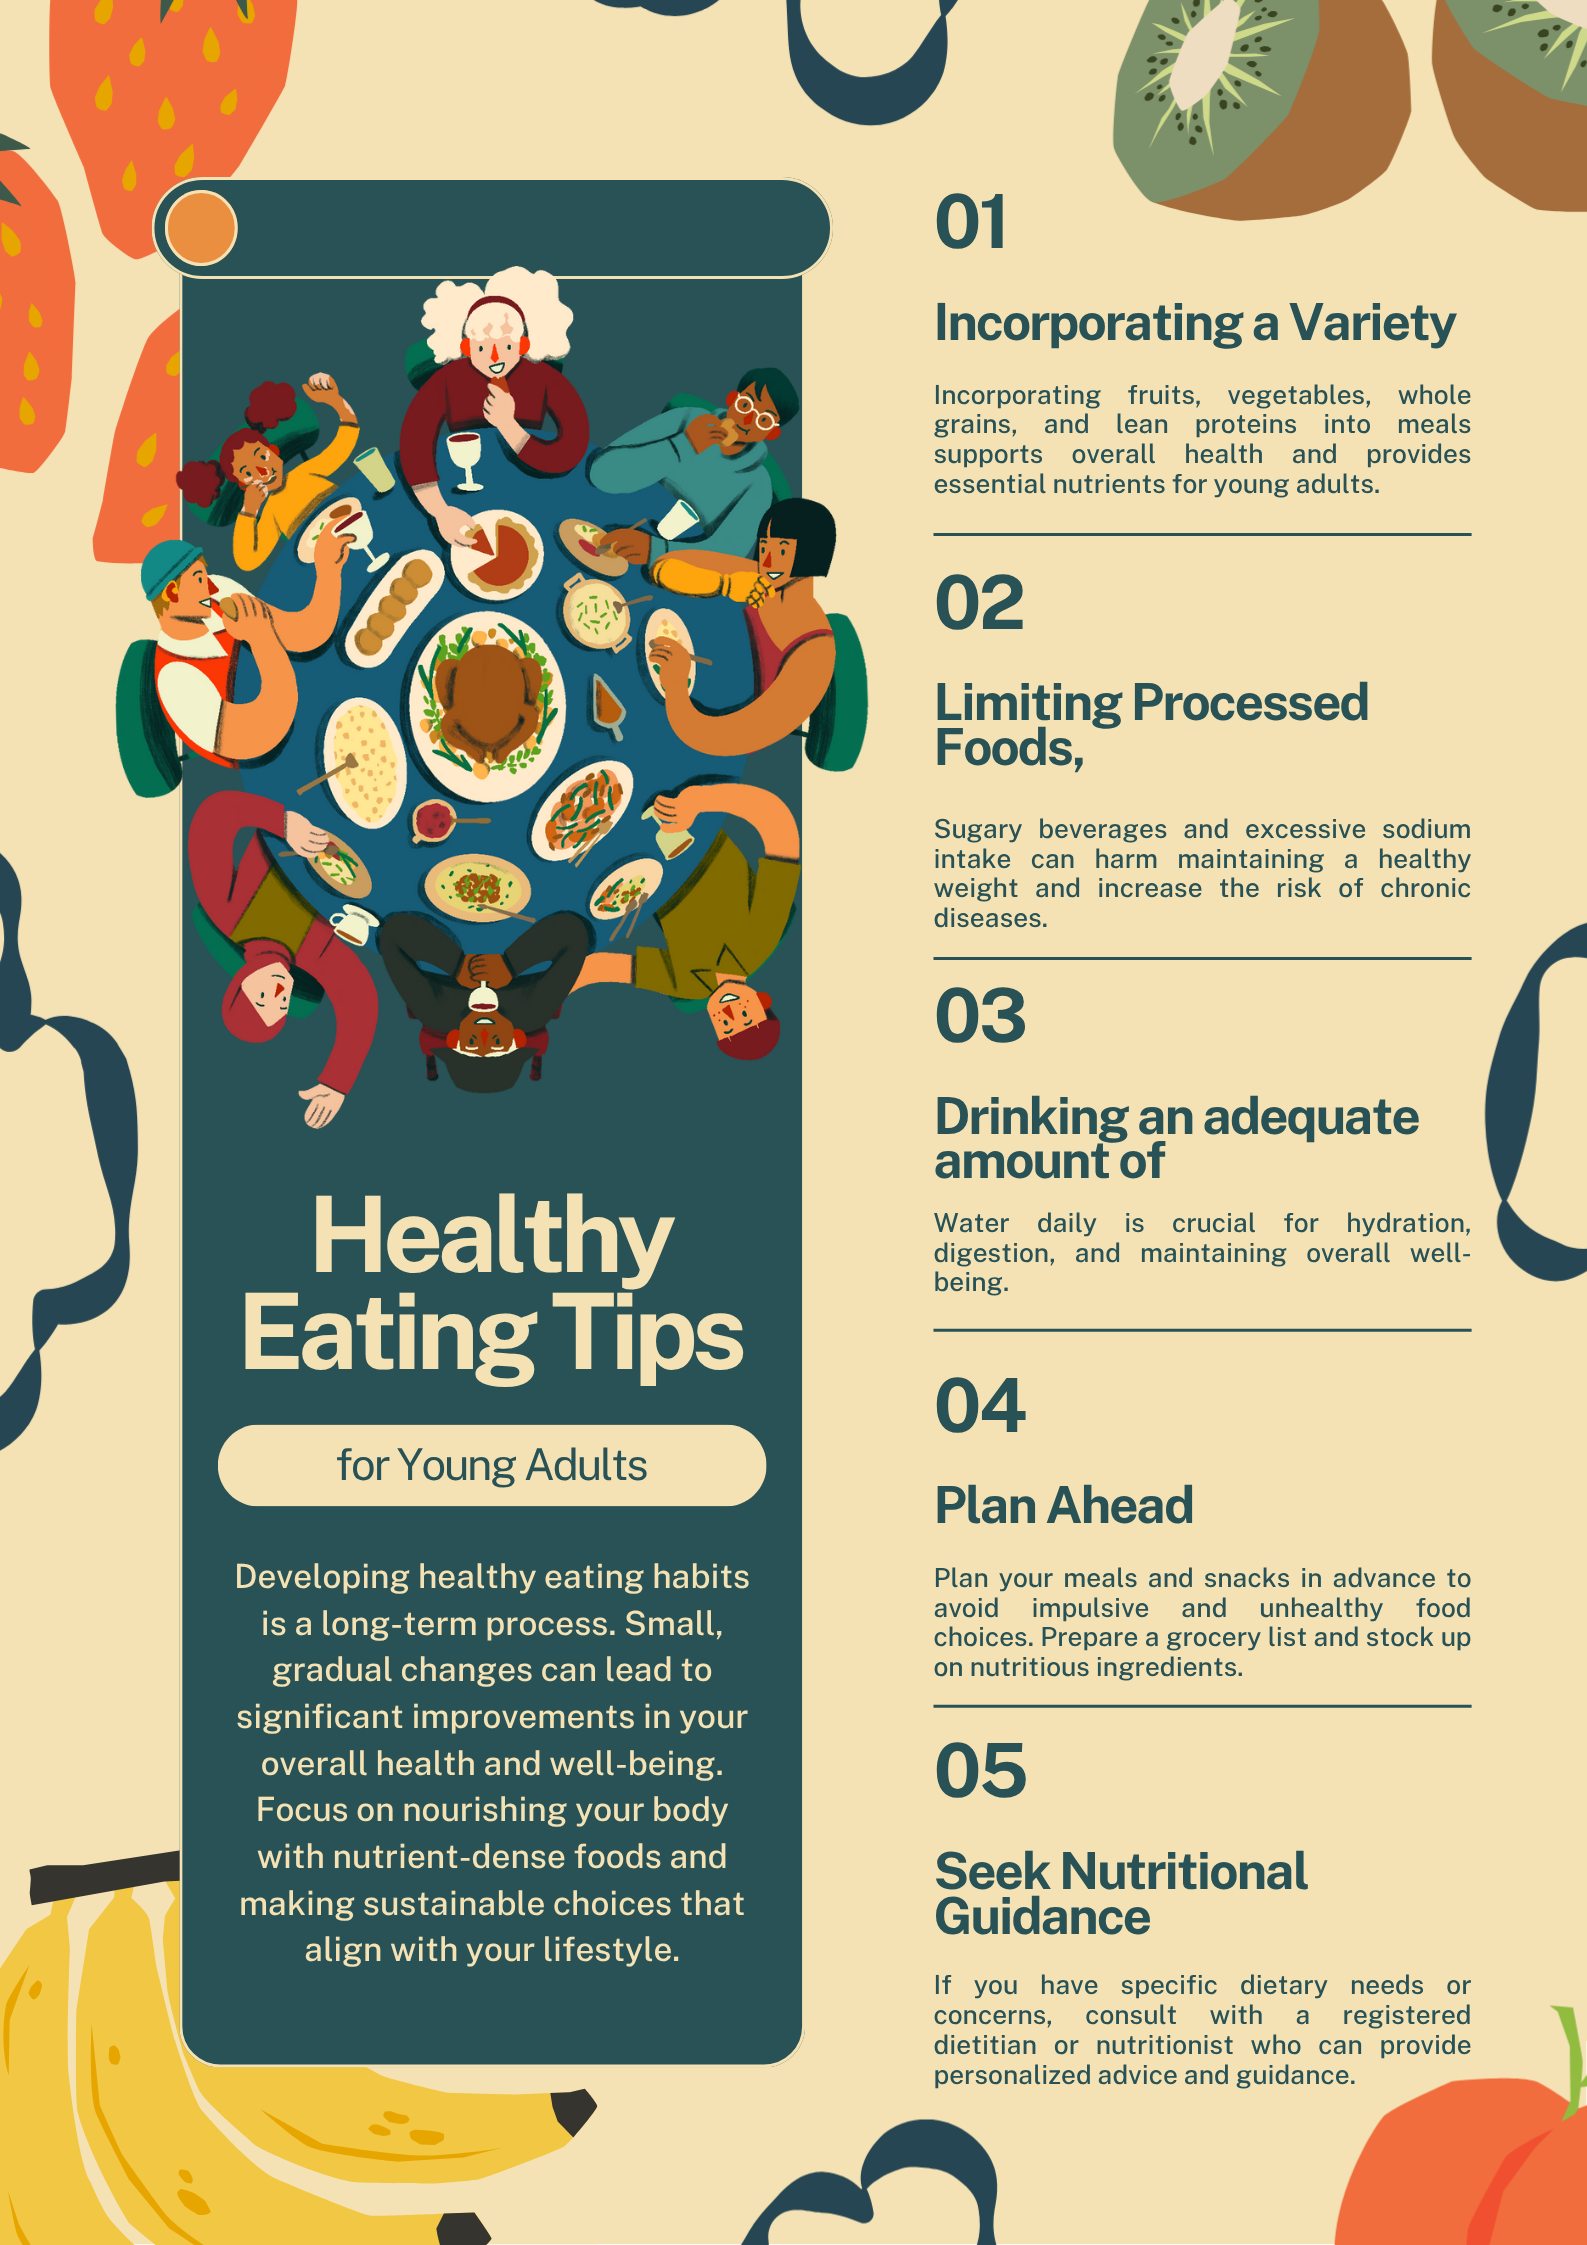 Healthy
Eating Tips
for Young Adults
Developing healthy eating habits
is a long-term process. Small,
gradual changes can lead to
significant improvements in your
overall health and well-being.
Focus on nourishing your body
with nutrient-dense foods and
making sustainable choices that
align with your lifestyle.
01
Incorporating a Variety
Incorporating fruits, vegetables, whole
grains, and lean proteins into meals
supports overall health and provides
essential nutrients for young adults.
02
Limiting Processed
Foods,
Sugary beverages and excessive sodium
intake can harm maintaining a healthy
weight and increase the risk of chronic
diseases.
03
Drinking an adequate
amount of
Water daily is crucial for hydration,
digestion, and maintaining overall well-
being.
04
Plan Ahead
Plan your meals and snacks in advance to
avoid impulsive and unhealthy food
choices. Prepare a grocery list and stock up
on nutritious ingredients.
05
Seek Nutritional
Guidance
If you have specific dietary needs or
concerns, consult with a registered
dietitian or nutritionist who can provide
personalized advice and guidance.